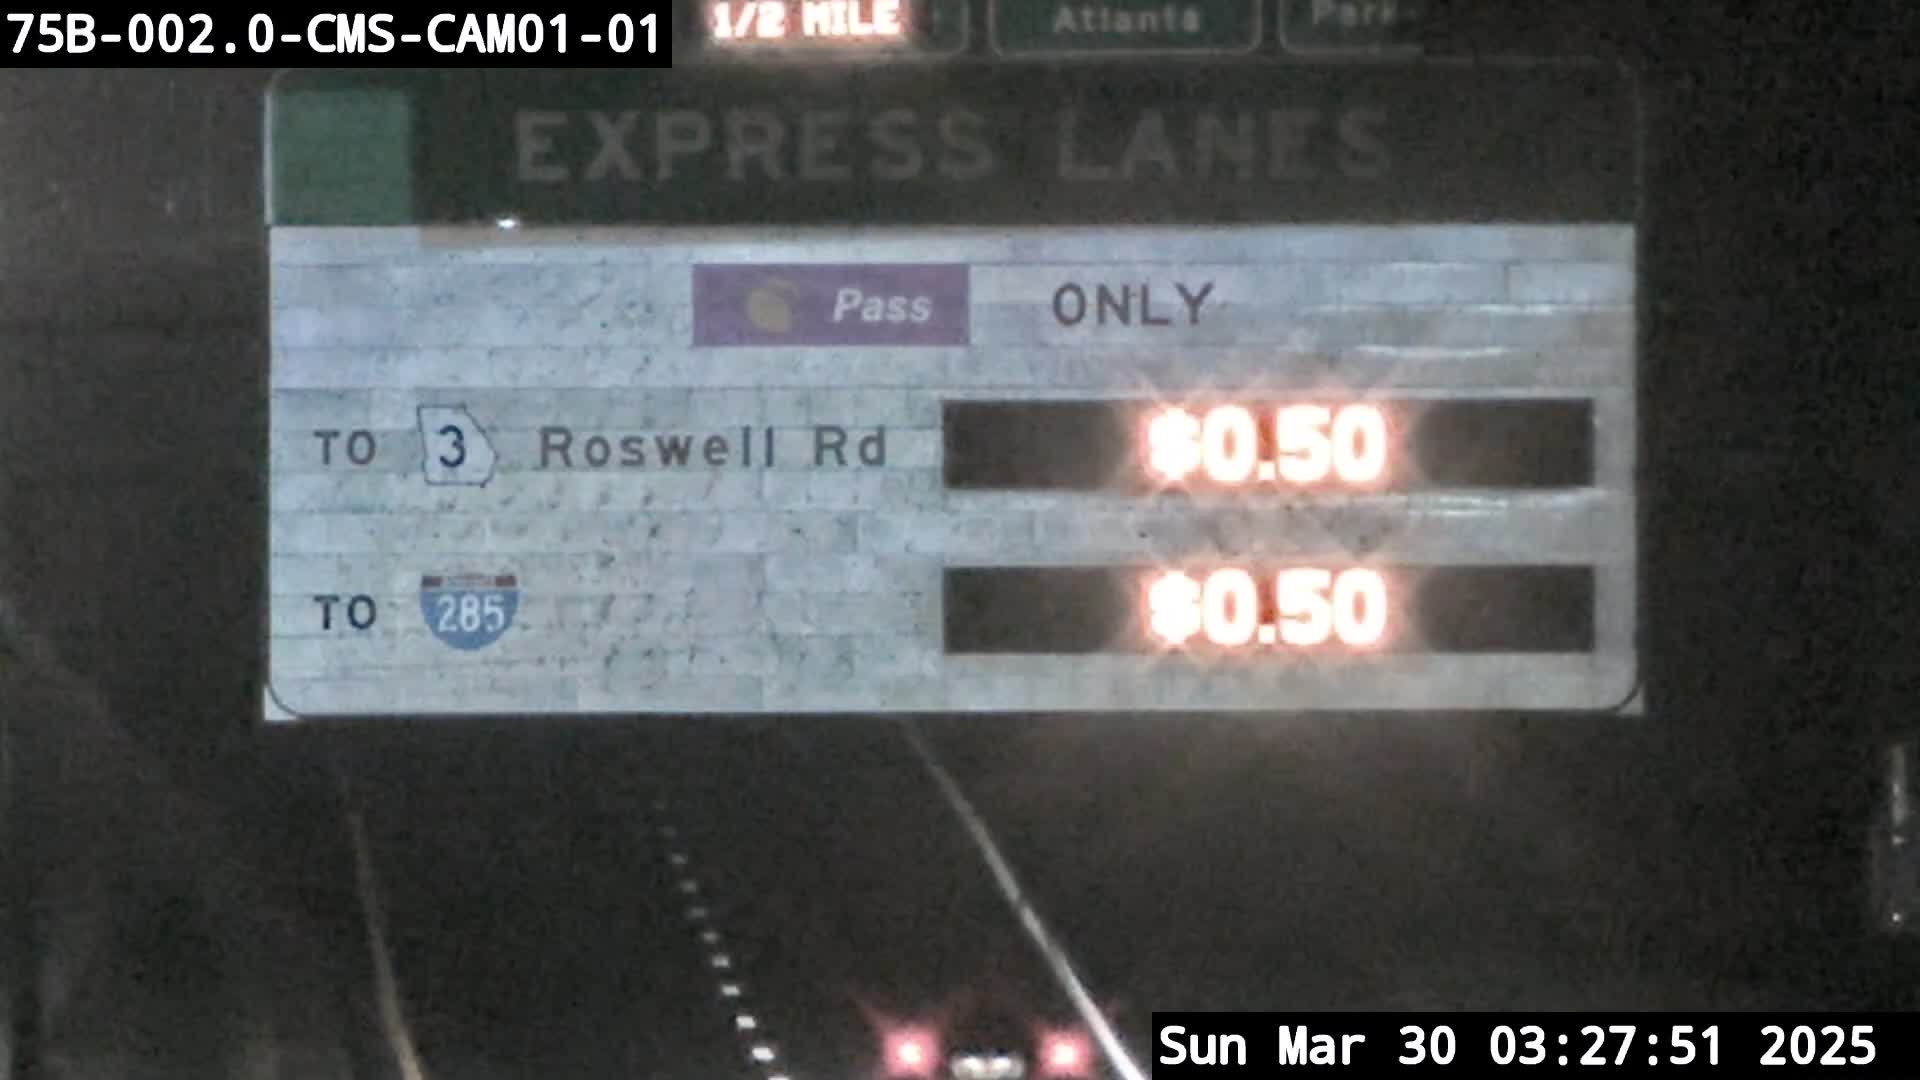 75B-002.0-CMS-CAM01-01
1/2 MILE
Atlanta
EXPRESS LANES
Pass ONLY
TO 3 Roswell Rd $0.50
TO 285 $0.50
Sun Mar 30 03:27:51 2025